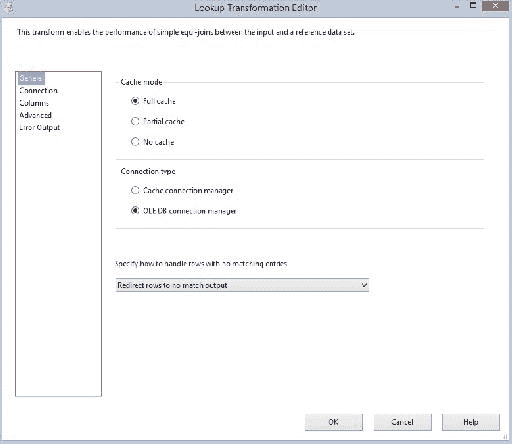 Lookup Transformation Editor
This transform enables the performance of simple equi-joins between the input and a reference data set.
General
Connection
Columns
Advanced
Error Output
Cache mode
Full cache
Partial cache
No cache
Connection type
Cache connection manager
OLE DB connection manager
Specify how to handle rows with no matching entries
Redirect rows to no match output
OK
Cancel
Help